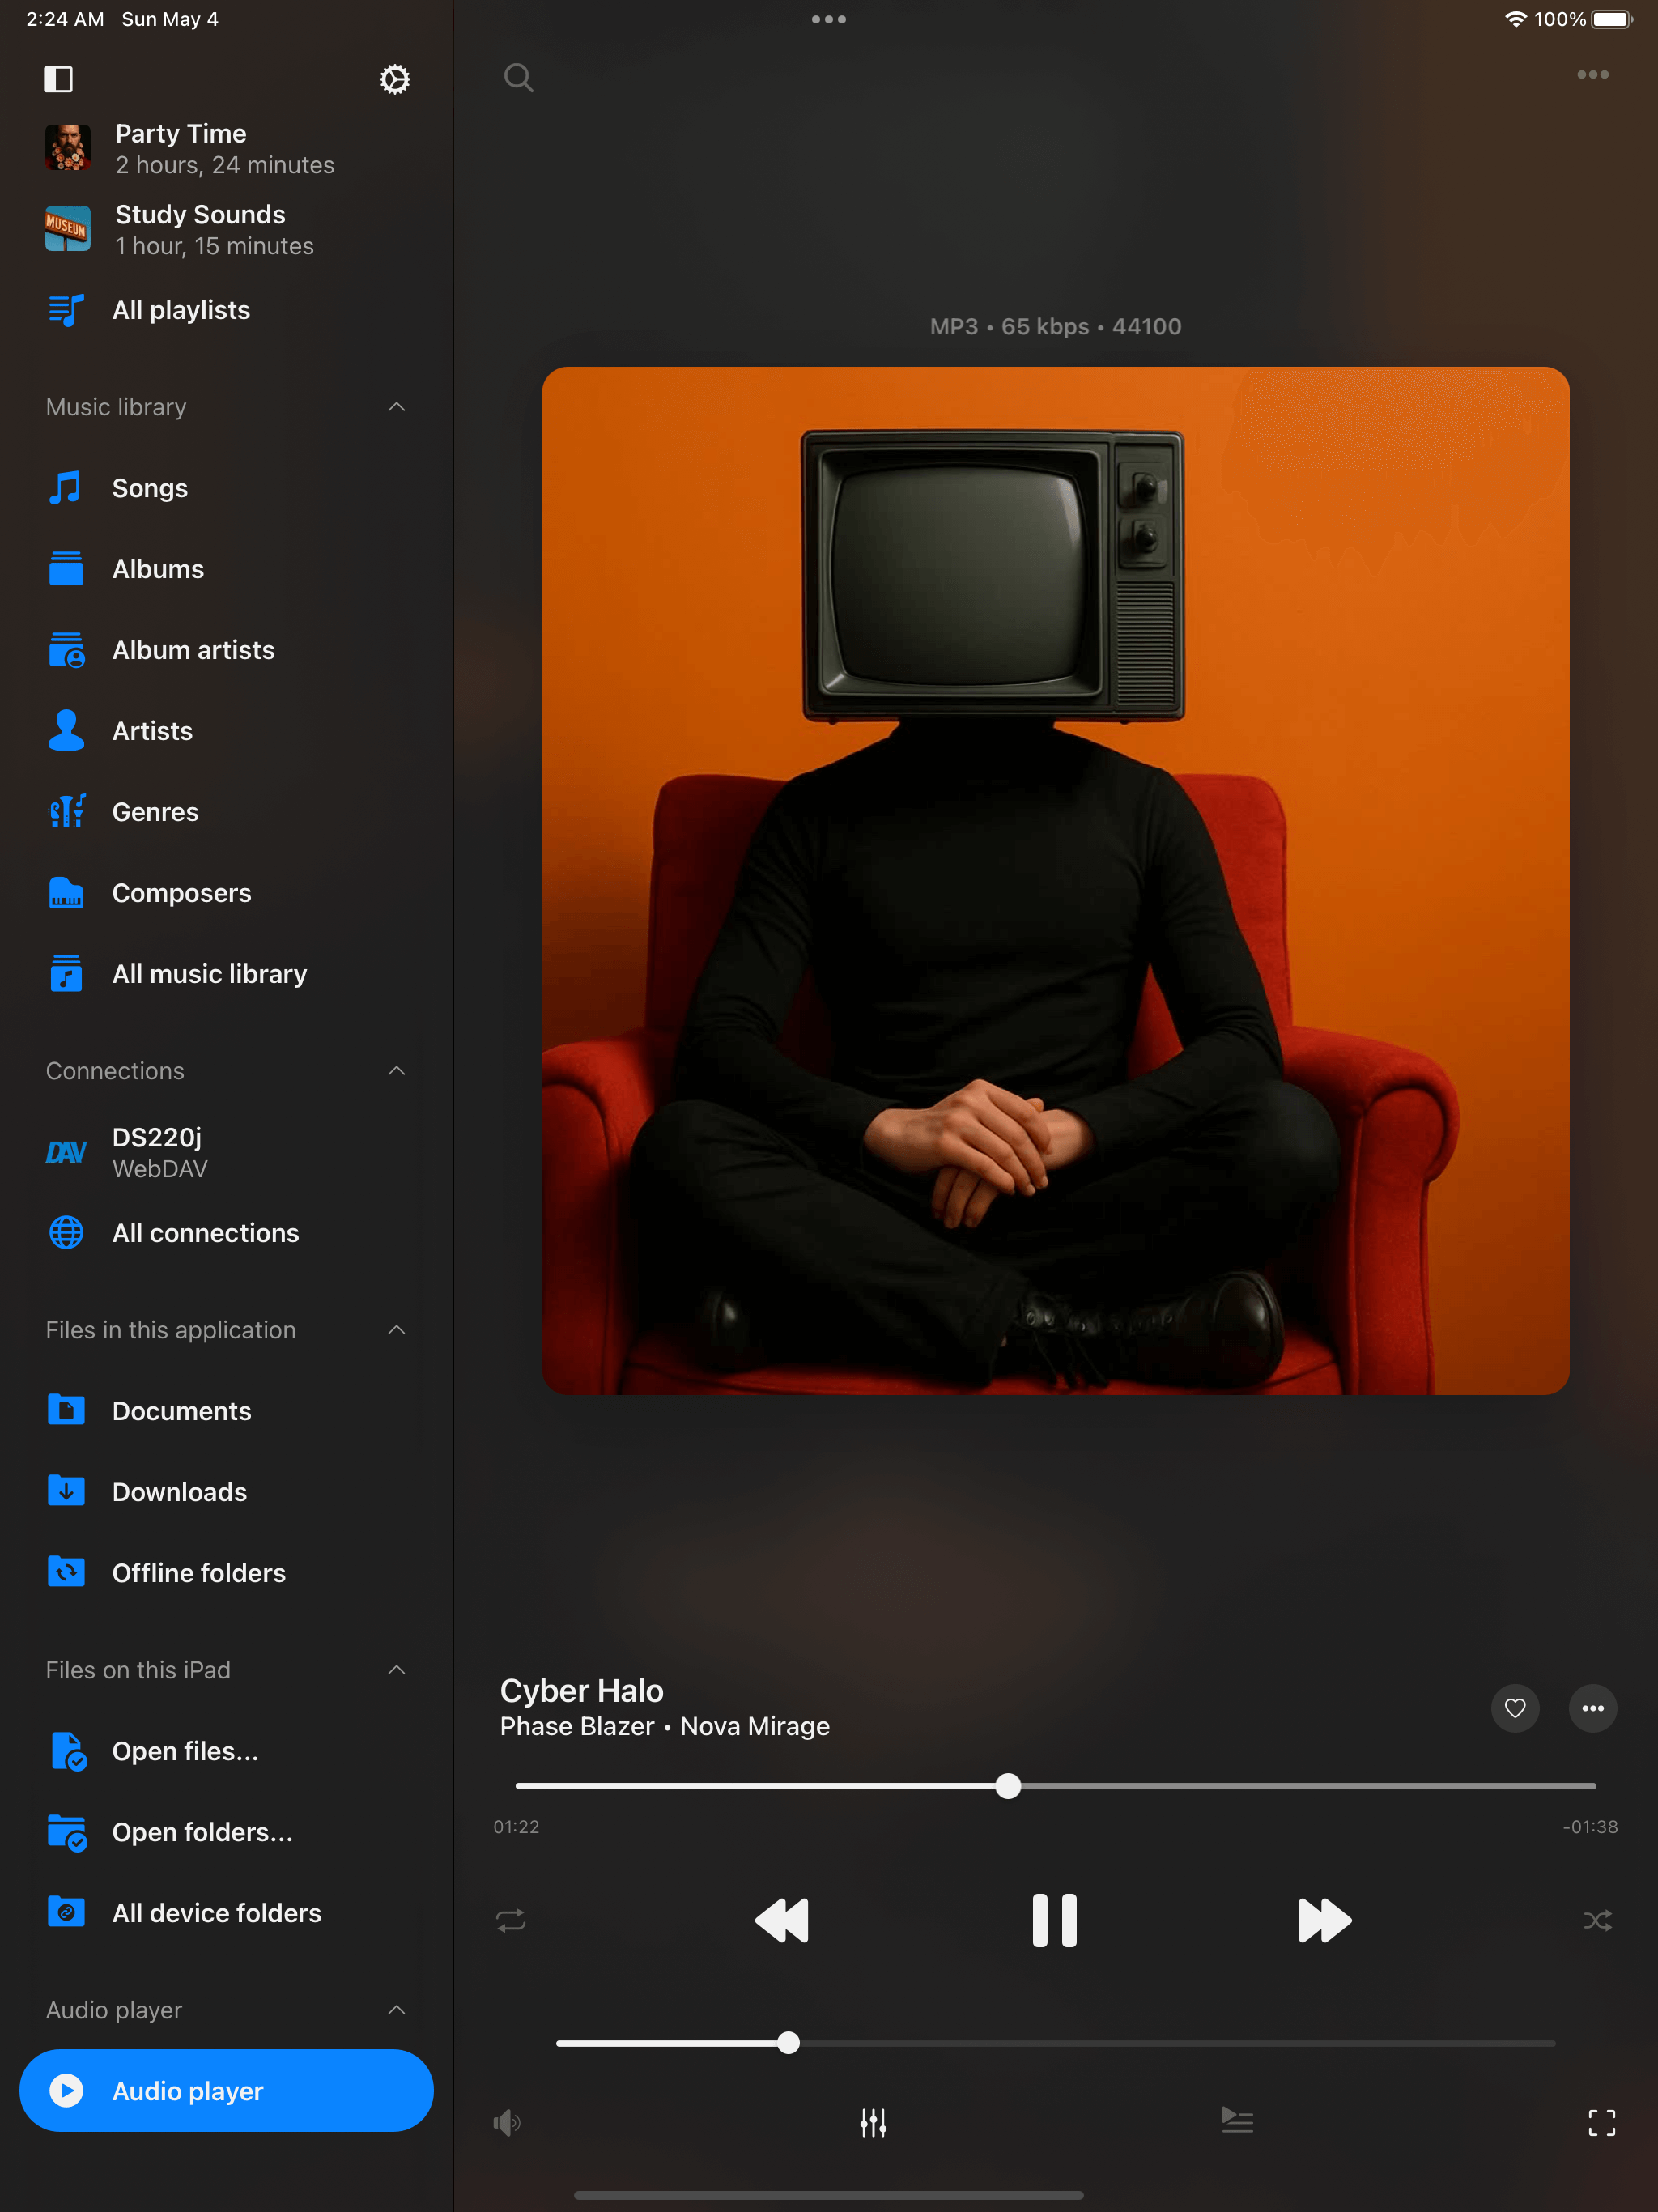 2:24 AM Sun May 4
100%
Party Time
2 hours, 24 minutes
MUSEUM
Study Sounds
1 hour, 15 minutes
All playlists
Music library
Songs
Albums
Album artists
Artists
Genres
Composers
All music library
Connections
DAV
DS220j
WebDAV
All connections
Files in this application
Documents
Downloads
Offline folders
Files on this iPad
Open files...
Open folders...
All device folders
Audio player
Audio player
MP3 • 65 kbps • 44100
Cyber Halo
Phase Blazer • Nova Mirage
01:22
-01:38